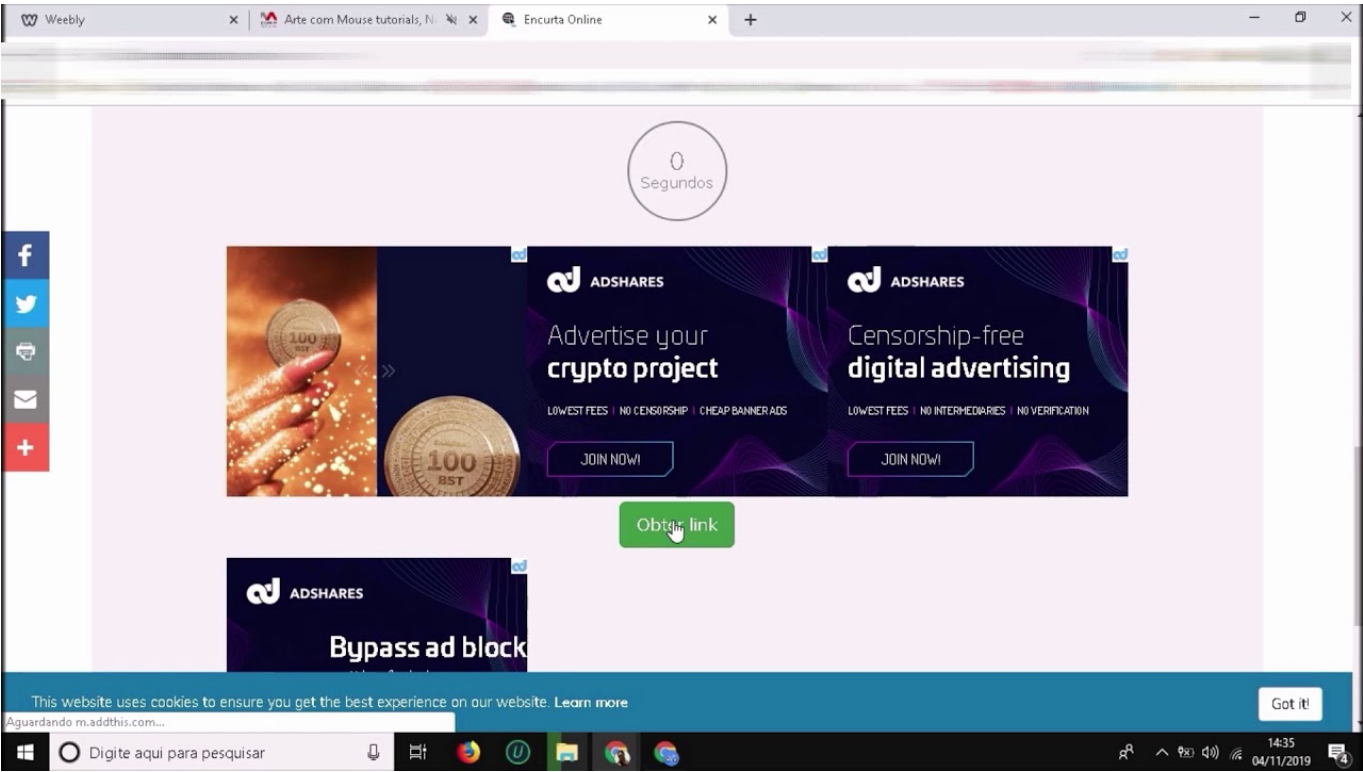 Weebly
Arte com Mouse tutorials, N
Encurta Online
0
Segundos
100
100
BST
ADSHARES
Advertise your
crypto project
LOWEST FEES | NO CENSORSHIP | CHEAP BANNER ADS
JOIN NOW!
ADSHARES
Censorship-free
digital advertising
LOWEST FEES | NO INTERMEDIARIES | NO VERIFICATION
JOIN NOW!
Obter link
ADSHARES
Bypass ad block
This website uses cookies to ensure you get the best experience on our website. Learn more
Got it!
Aguardando m.addthis.com...
Digite aqui para pesquisar
14:35
04/11/2019
4